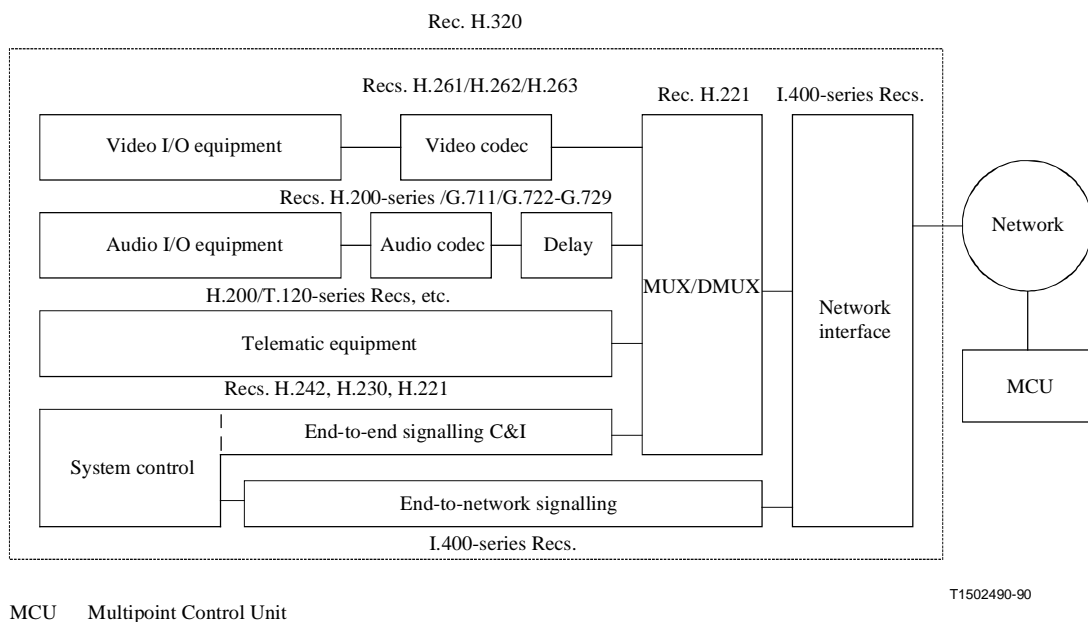 Rec. H.320
Recs. H.261/H.262/H.263
Rec. H.221
I.400-series Recs.
Video I/O equipment
Video codec
Recs. H.200-series /G.711/G.722-G.729
Audio I/O equipment
Audio codec
Delay
MUX/DMUX
Network
interface
Network
H.200/T.120-series Recs, etc.
Telematic equipment
MCU
Recs. H.242, H.230, H.221
End-to-end signalling C&I
System control
End-to-network signalling
I.400-series Recs.
T1502490-90
MCU Multipoint Control Unit